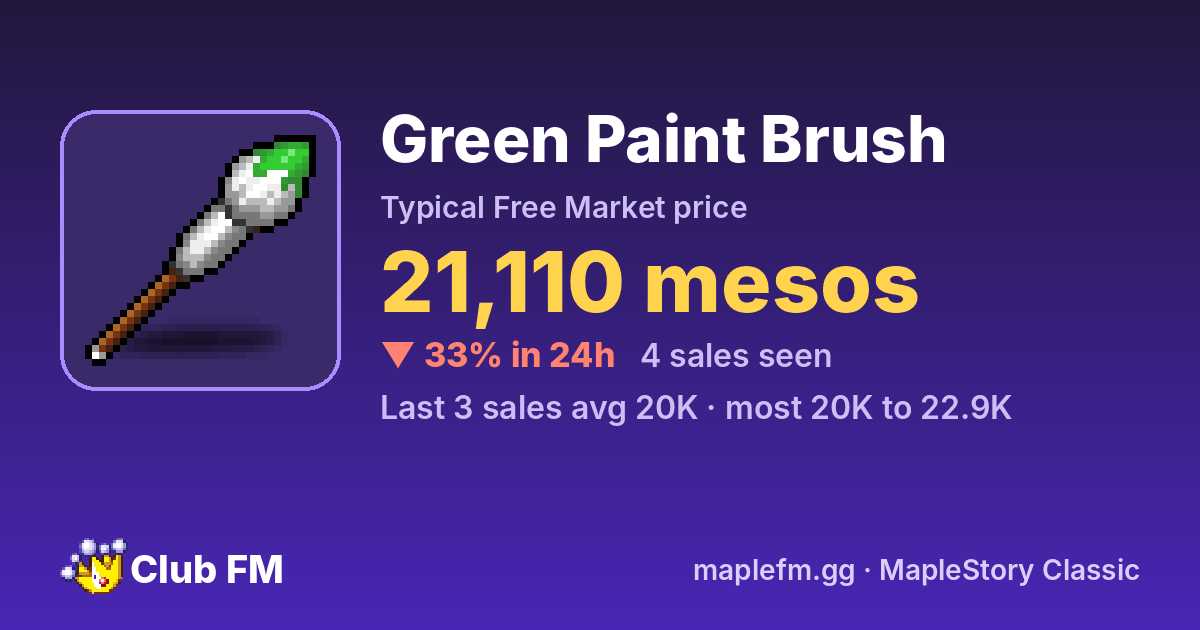 Green Paint Brush
Typical Free Market price
21,110 mesos
▼ 33% in 24h 4 sales seen
Last 3 sales avg 20K · most 20K to 22.9K
Club FM
maplefm.gg · MapleStory Classic